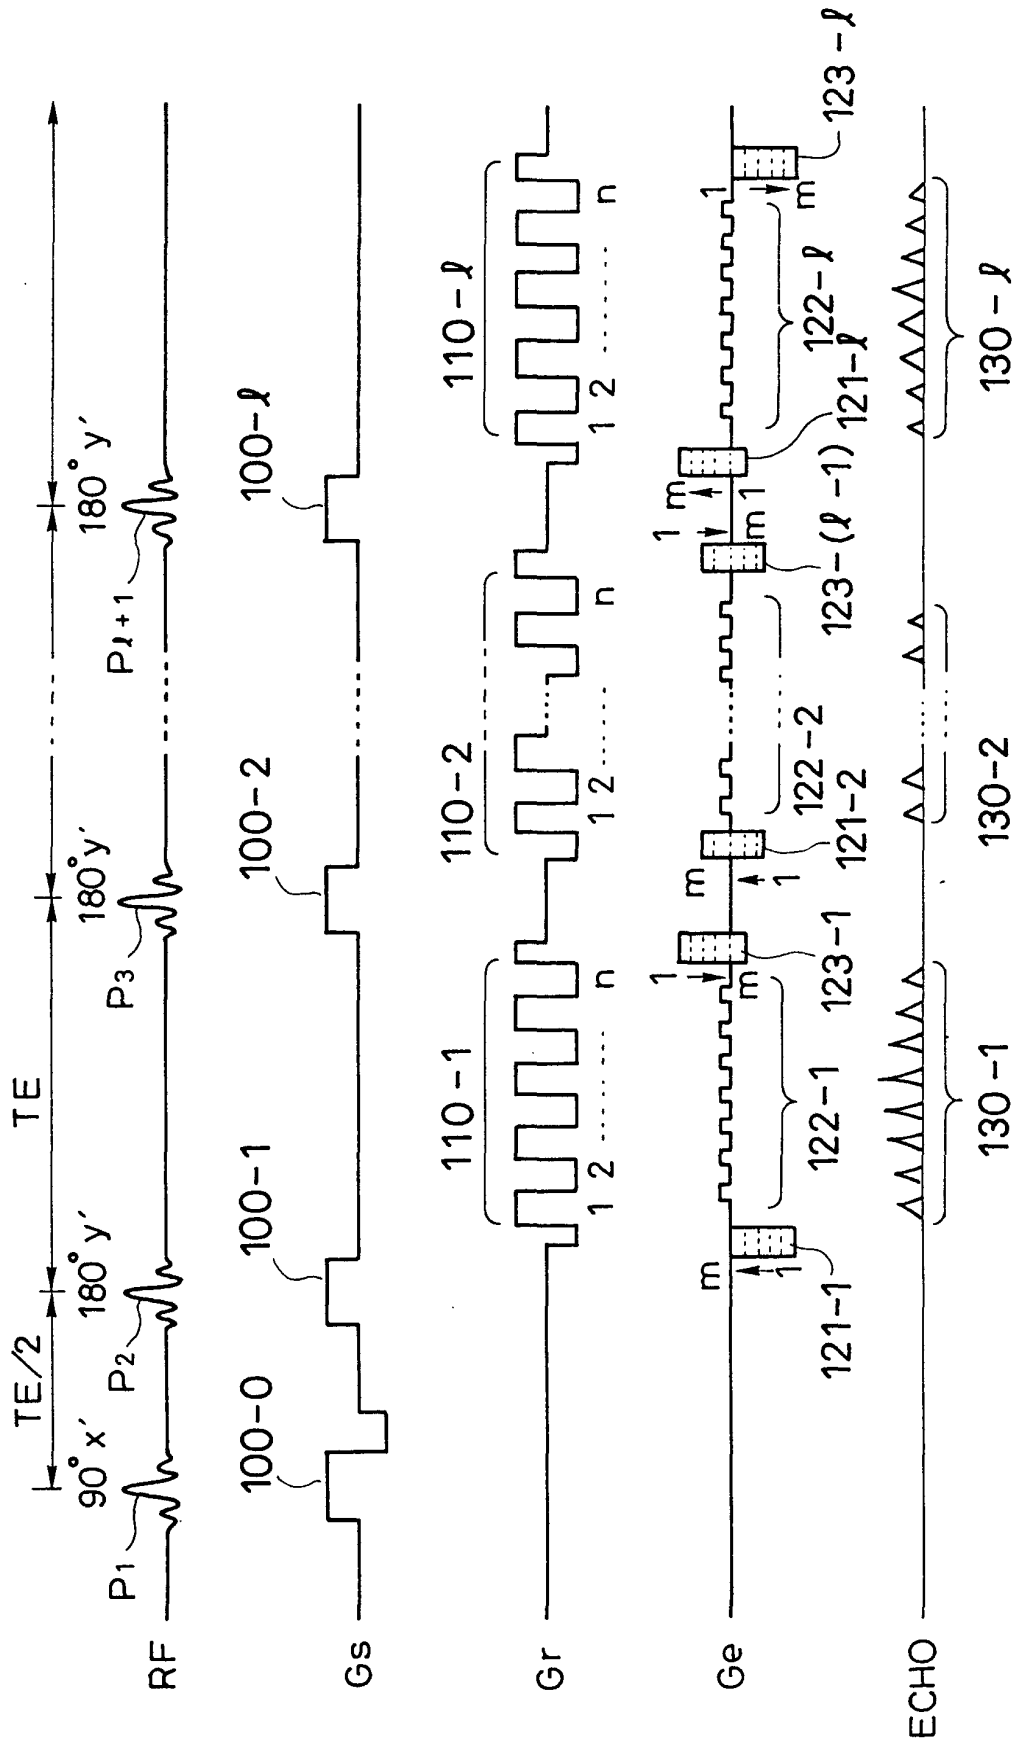 TE/2 TE
90° x′ 180° y′ 180° y′ 180° y′
P1 P2 P3 Pℓ+1
RF
100-0 100-1 100-2 100-ℓ
Gs
110-1 110-2 110-ℓ
Gr
1 2 ...... n 1 2 ...... n 1 2 ...... n
Ge
m 1 1 m m 1 1 m m 1 1 m
121-1 122-1 123-1 122-2 121-2 123-(ℓ-1) 121-ℓ 122-ℓ 123-ℓ
ECHO
130-1 130-2 130-ℓ